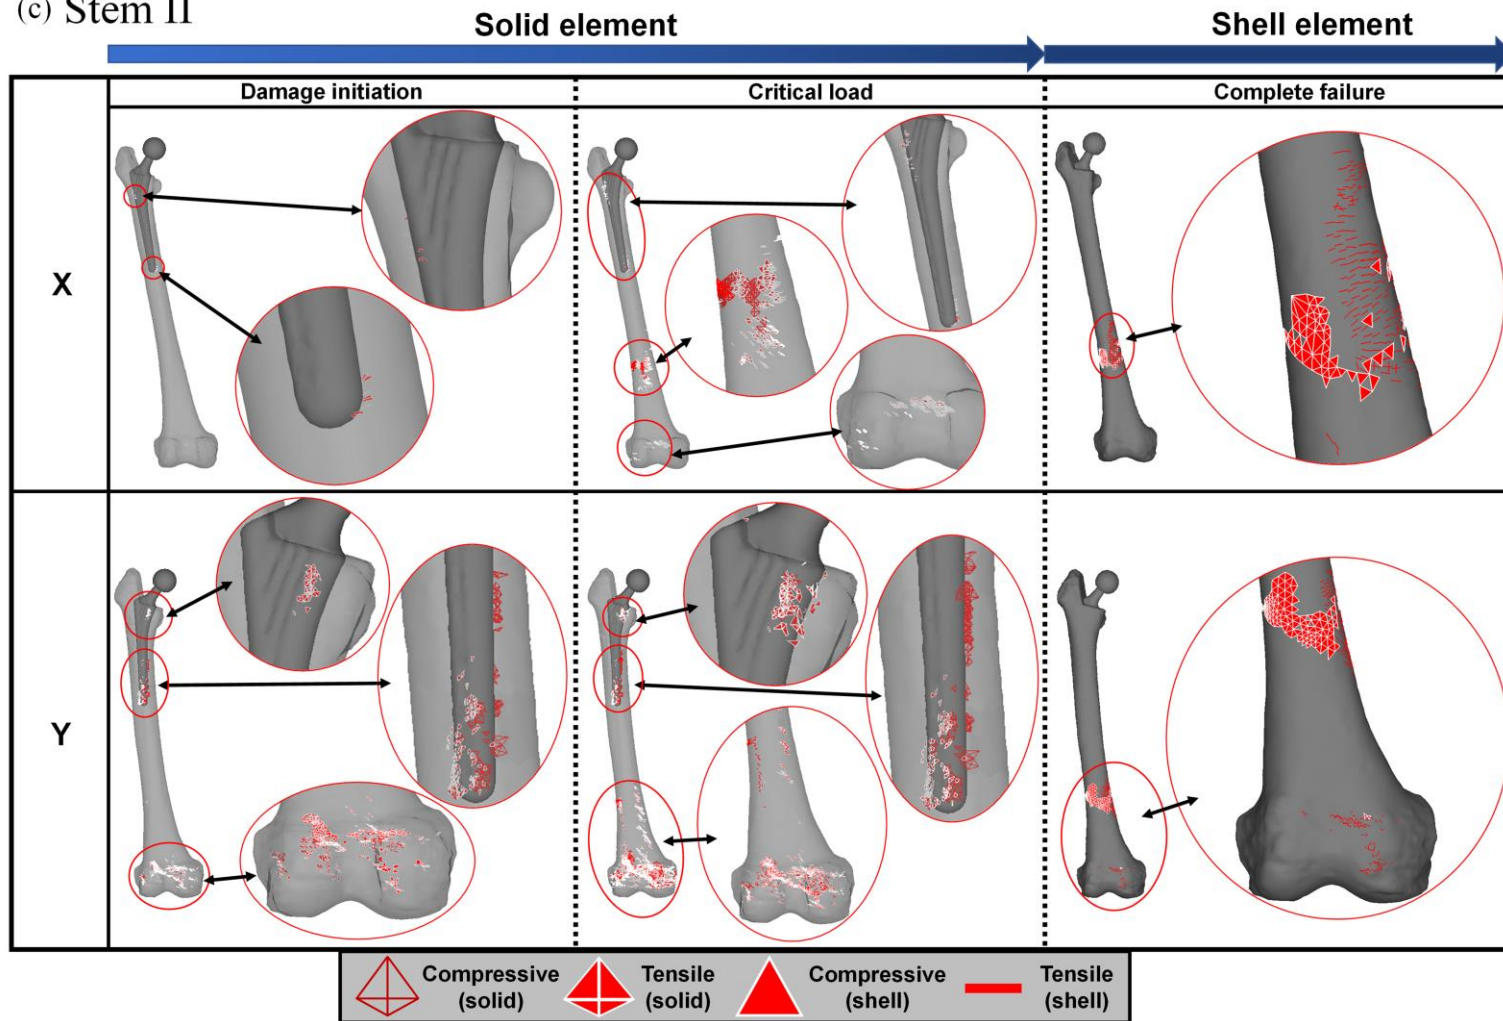 (c) Stem II
Solid element
Shell element
Damage initiation
Critical load
Complete failure
X
Y
Compressive
(solid)
Tensile
(solid)
Compressive
(shell)
Tensile
(shell)